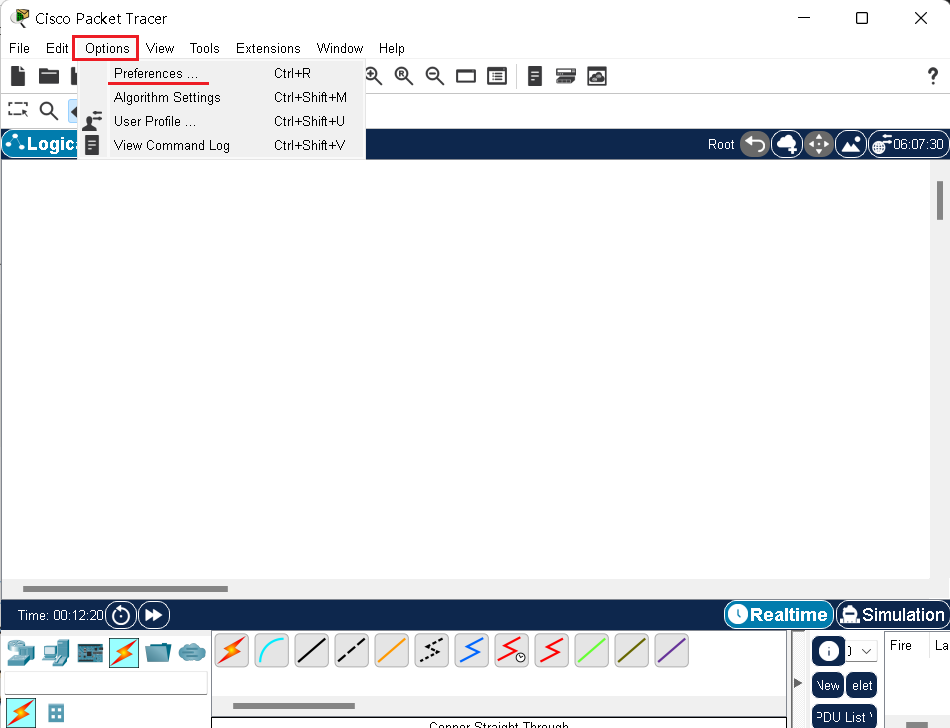 Cisco Packet Tracer
File Edit Options View Tools Extensions Window Help
Preferences ... Ctrl+R
Algorithm Settings Ctrl+Shift+M
User Profile ... Ctrl+Shift+U
View Command Log Ctrl+Shift+V
?
Logica
Root
06:07:30
Time: 00:12:20
Realtime
Simulation
Fire La
New elet
PDU List
Copper Straight-Through